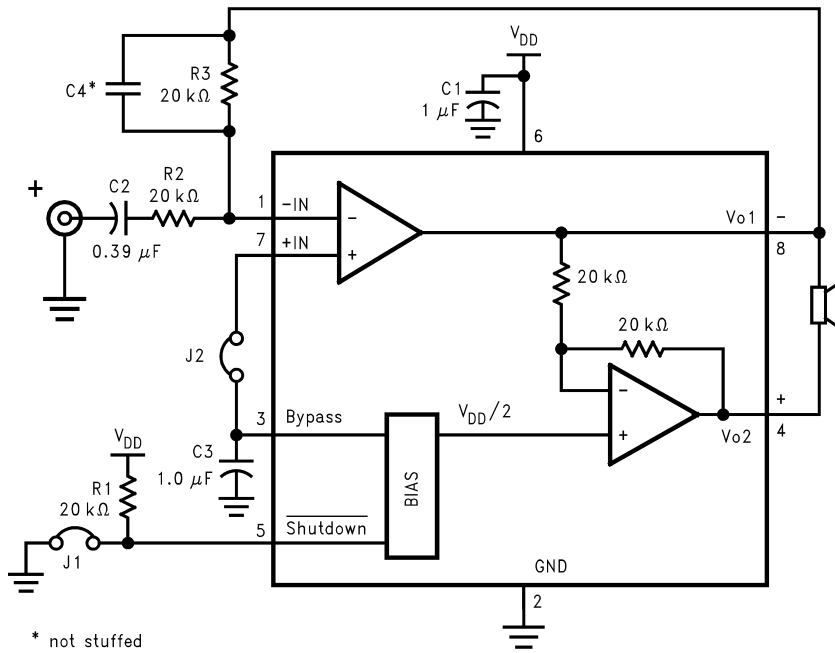 V_DD
C1
1 μF
6
R3
20 kΩ
C4*
+
C2
0.39 μF
R2
20 kΩ
1
–IN
7
+IN
–
+
Vo1
–
8
20 kΩ
20 kΩ
J2
–
+
+
4
Vo2
3
Bypass
V_DD/2
C3
1.0 μF
BIAS
V_DD
R1
20 kΩ
5
Shutdown
J1
GND
2
* not stuffed